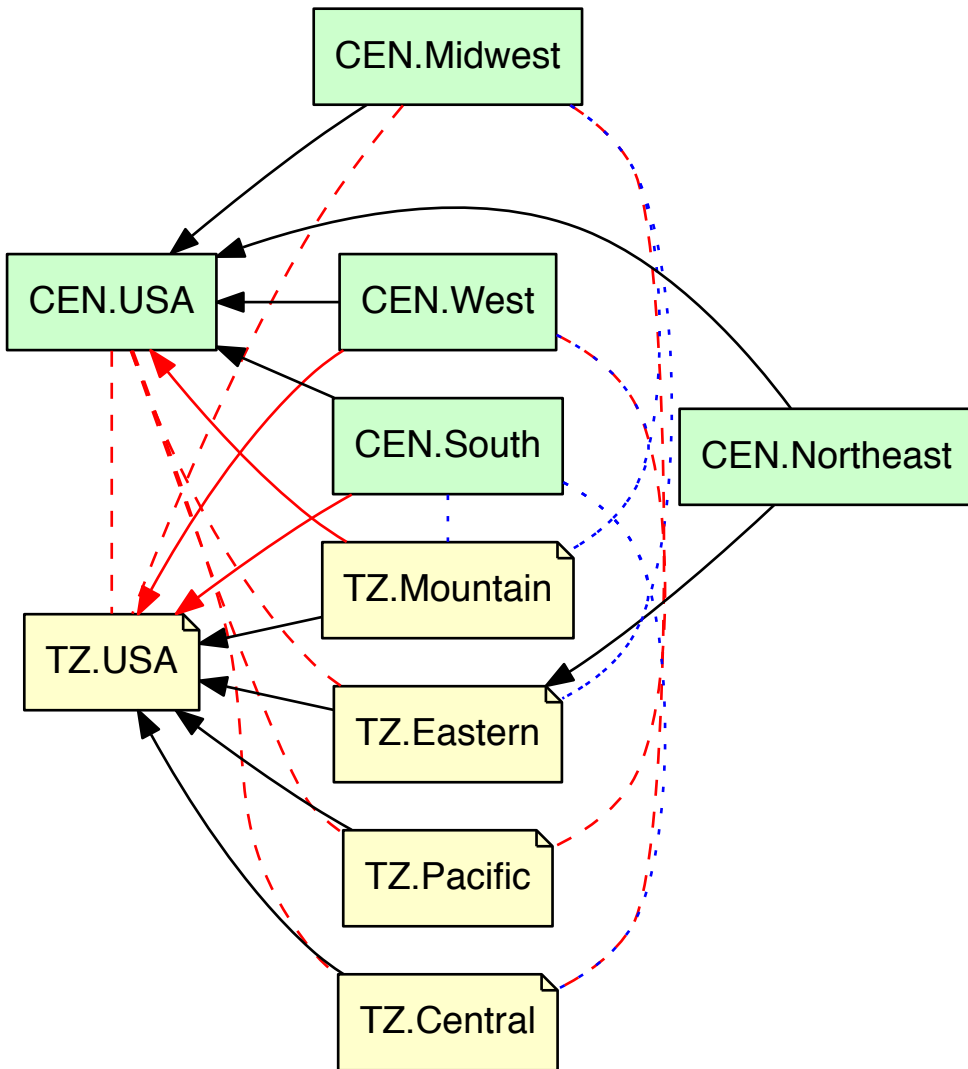 CEN.Midwest
CEN.USA
CEN.West
CEN.South
CEN.Northeast
TZ.Mountain
TZ.USA
TZ.Eastern
TZ.Pacific
TZ.Central